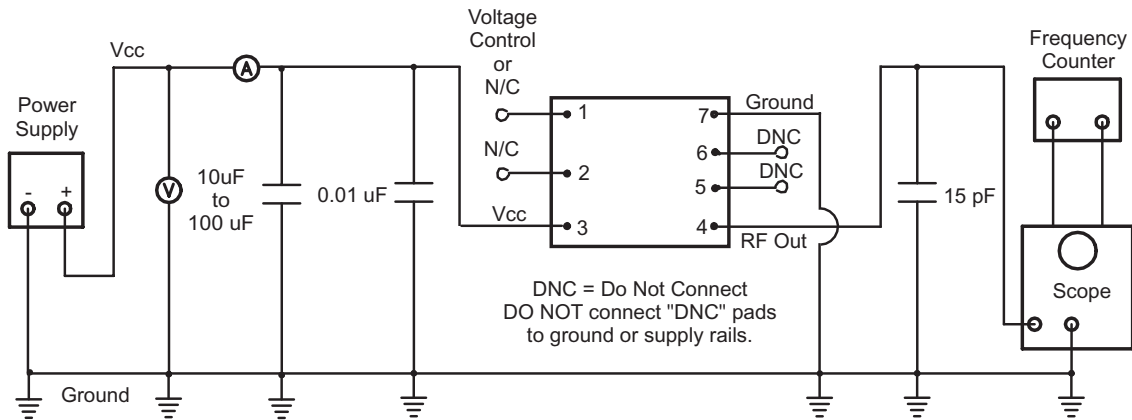 Voltage
Control
or
N/C
Vcc
A
Frequency
Counter
Power
Supply
- +
V
10uF
to
100 uF
0.01 uF
N/C
Vcc
1
2
3
7
6
5
4
Ground
DNC
DNC
RF Out
15 pF
Scope
DNC = Do Not Connect
DO NOT connect "DNC" pads
to ground or supply rails.
Ground